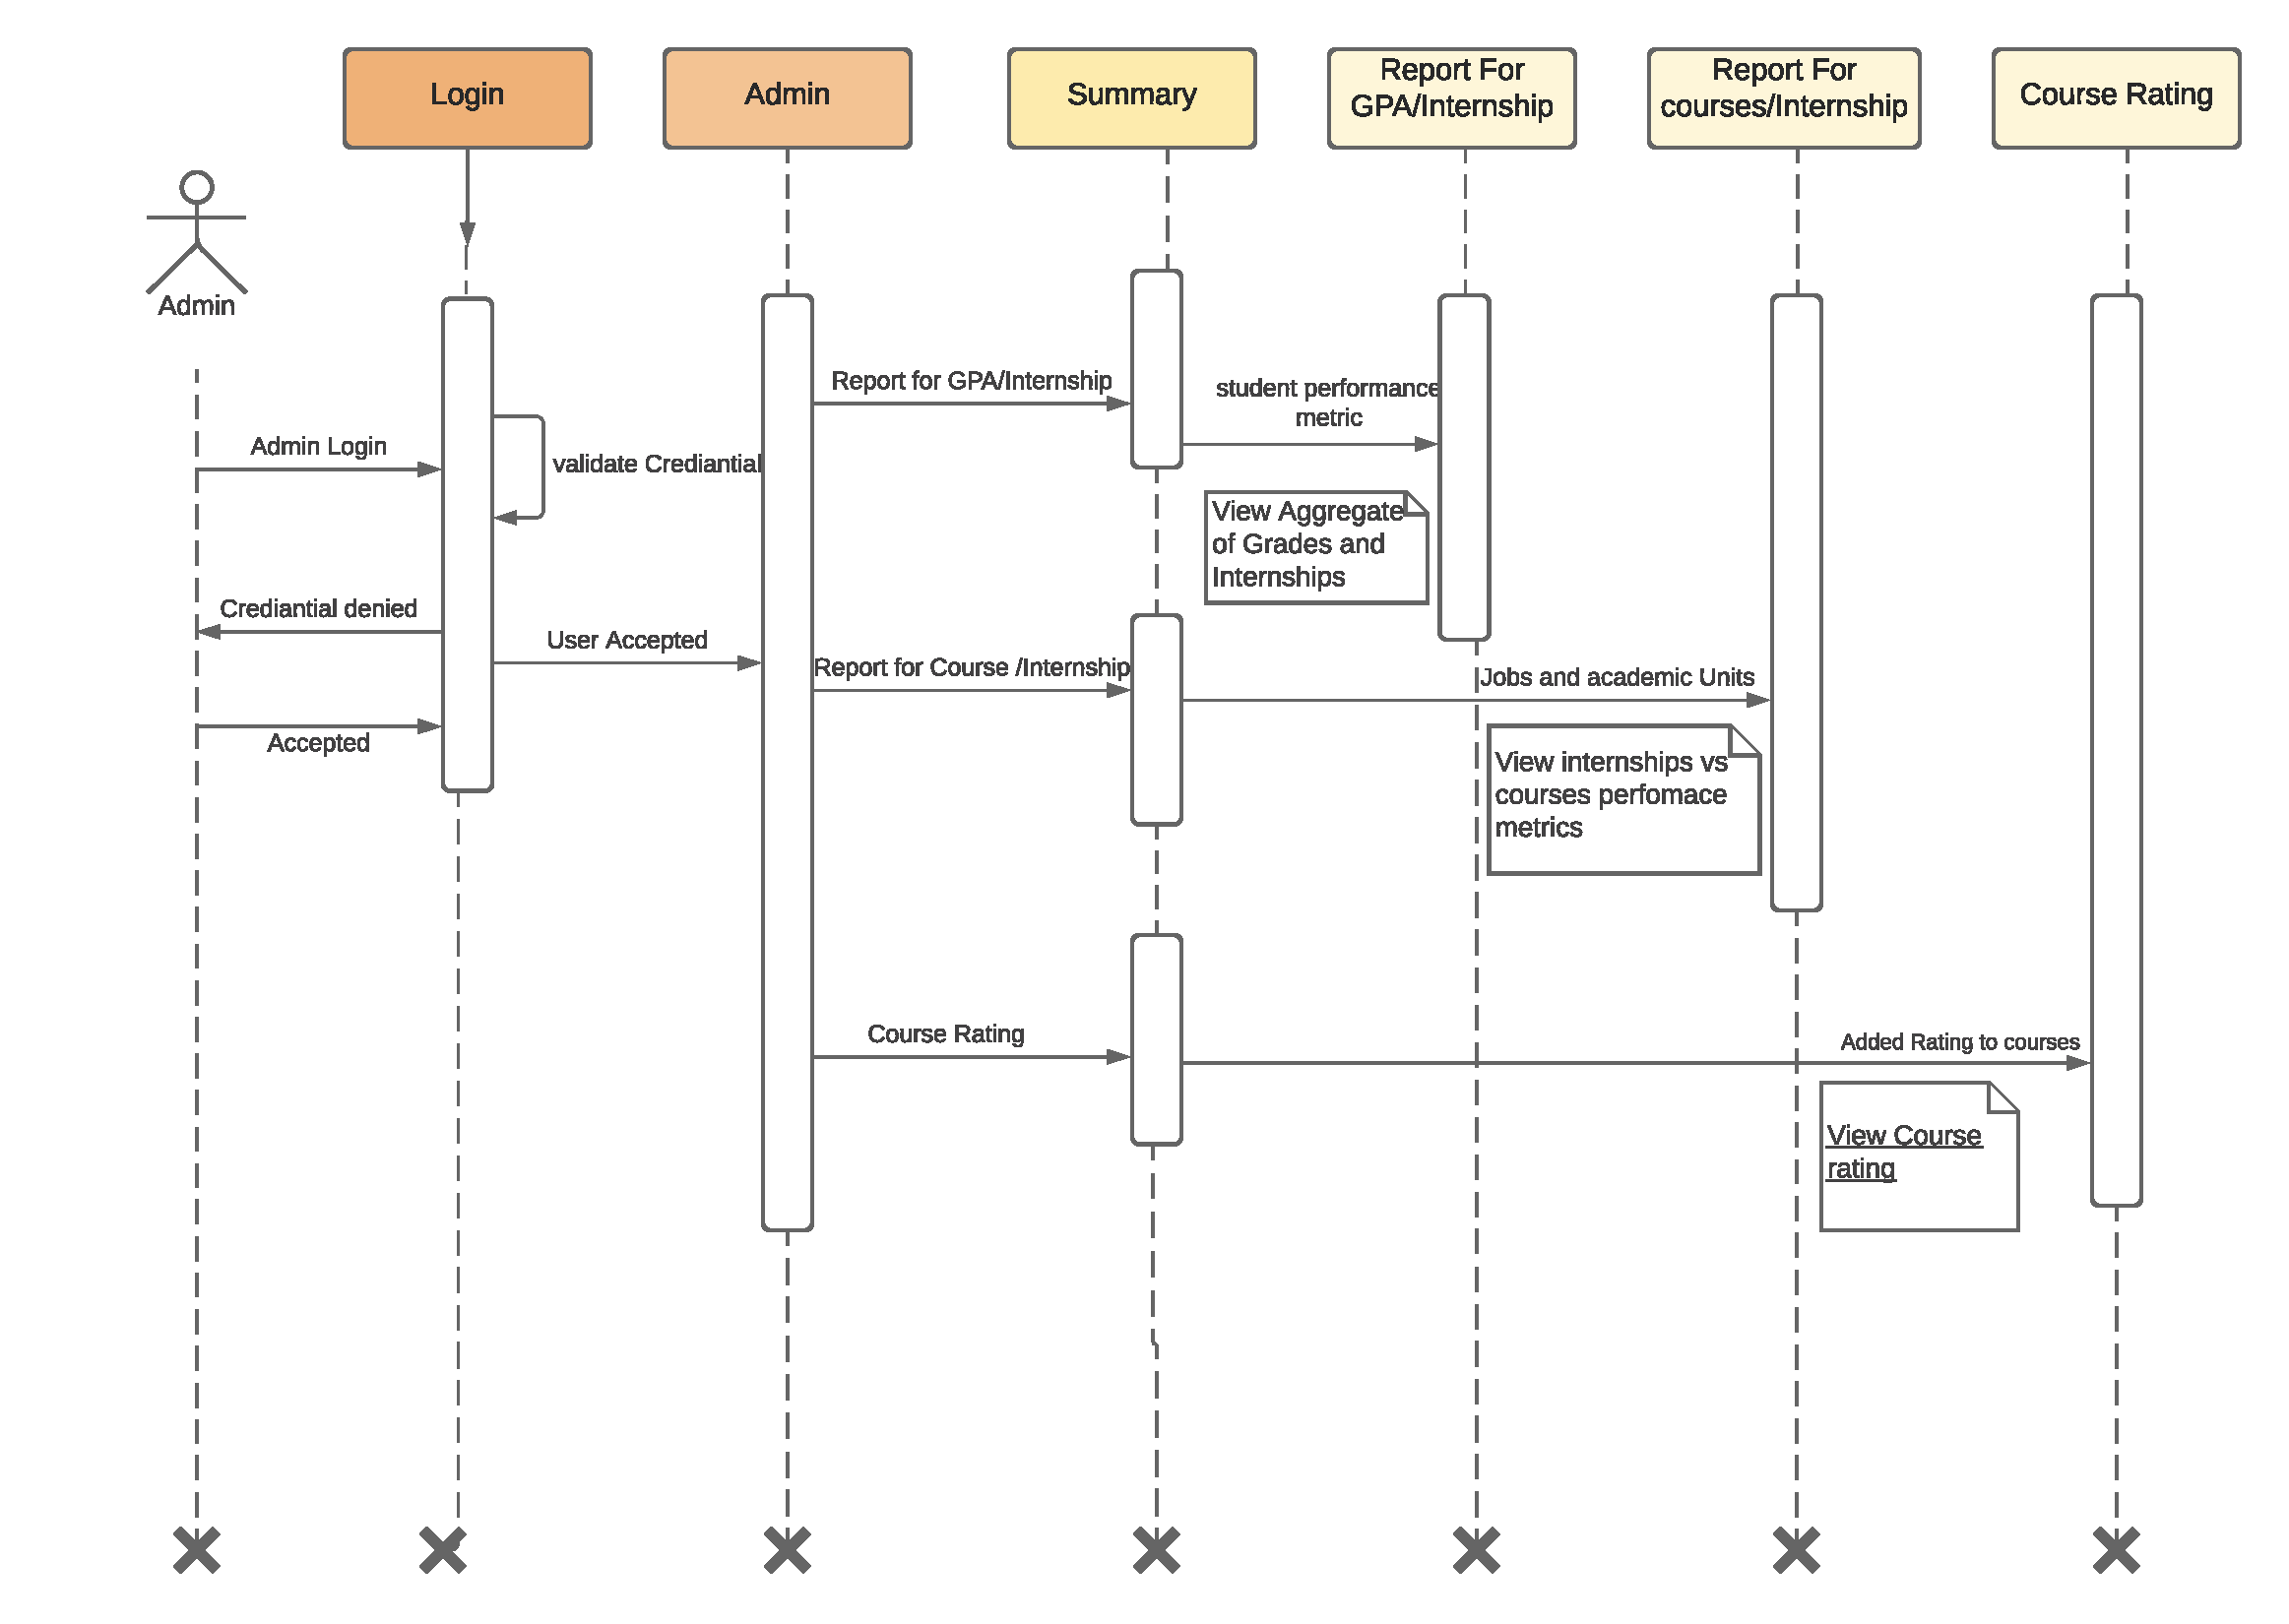 Login
Admin
Summary
Report For
GPA/Internship
Report For
courses/Internship
Course Rating
Admin
Report for GPA/Internship
student performance
metric
Admin Login
validate Crediantial
View Aggregate
of Grades and
Internships
Crediantial denied
User Accepted
Report for Course /Internship
Jobs and academic Units
Accepted
View internships vs
courses perfomace
metrics
Course Rating
Added Rating to courses
View Course
rating